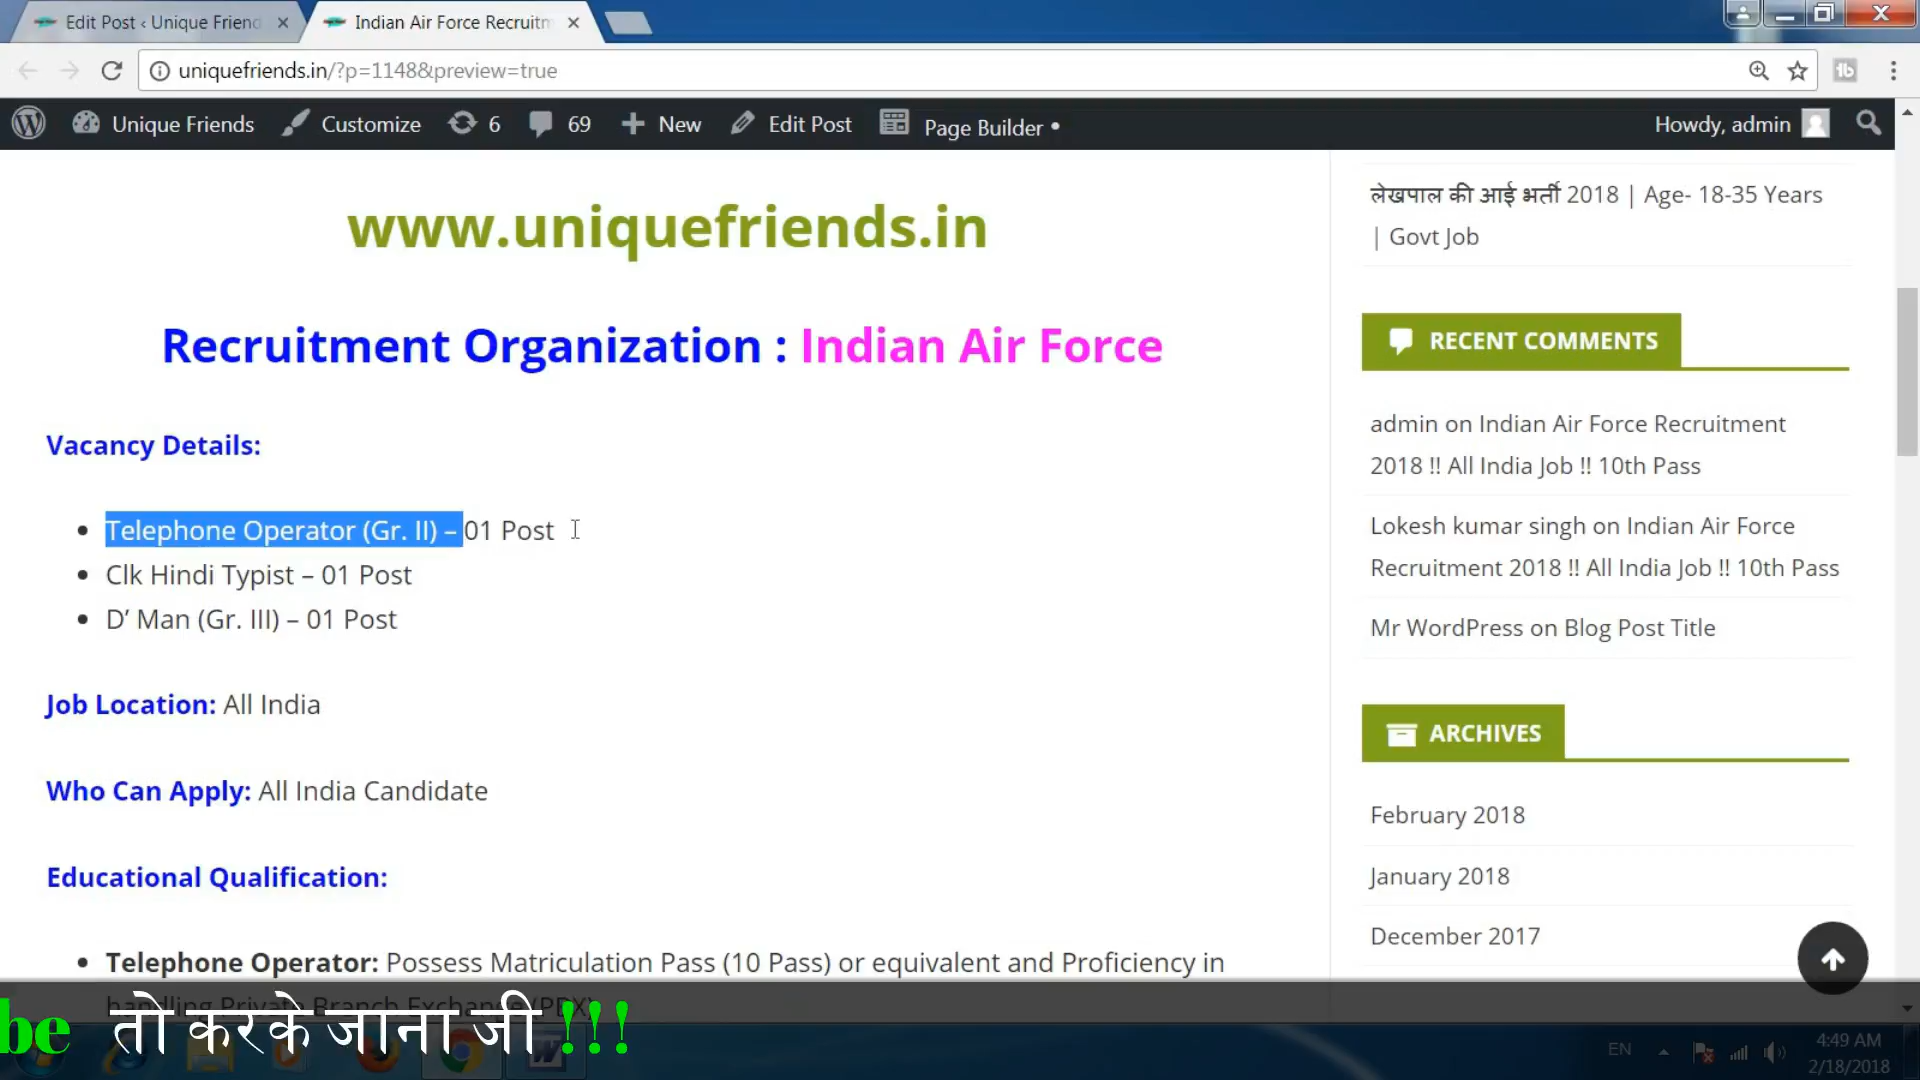 Edit Post ‹ Unique Friend
Indian Air Force Recruitm
uniquefriends.in/?p=1148&preview=true
Unique Friends
Customize
6
69
New
Edit Post
Page Builder •
Howdy, admin
www.uniquefriends.in
Recruitment Organization : Indian Air Force
Vacancy Details:
• Telephone Operator (Gr. II) – 01 Post
• Clk Hindi Typist – 01 Post
• D’ Man (Gr. III) – 01 Post
Job Location: All India
Who Can Apply: All India Candidate
Educational Qualification:
• Telephone Operator: Possess Matriculation Pass (10 Pass) or equivalent and Proficiency in
handling Private Branch Exchange (PBX)
लेखपाल की आई भर्ती 2018 | Age- 18-35 Years
| Govt Job
RECENT COMMENTS
admin on Indian Air Force Recruitment
2018 !! All India Job !! 10th Pass
Lokesh kumar singh on Indian Air Force
Recruitment 2018 !! All India Job !! 10th Pass
Mr WordPress on Blog Post Title
ARCHIVES
February 2018
January 2018
December 2017
be तो करके जाना जी !!!
EN
4:49 AM
2/18/2018